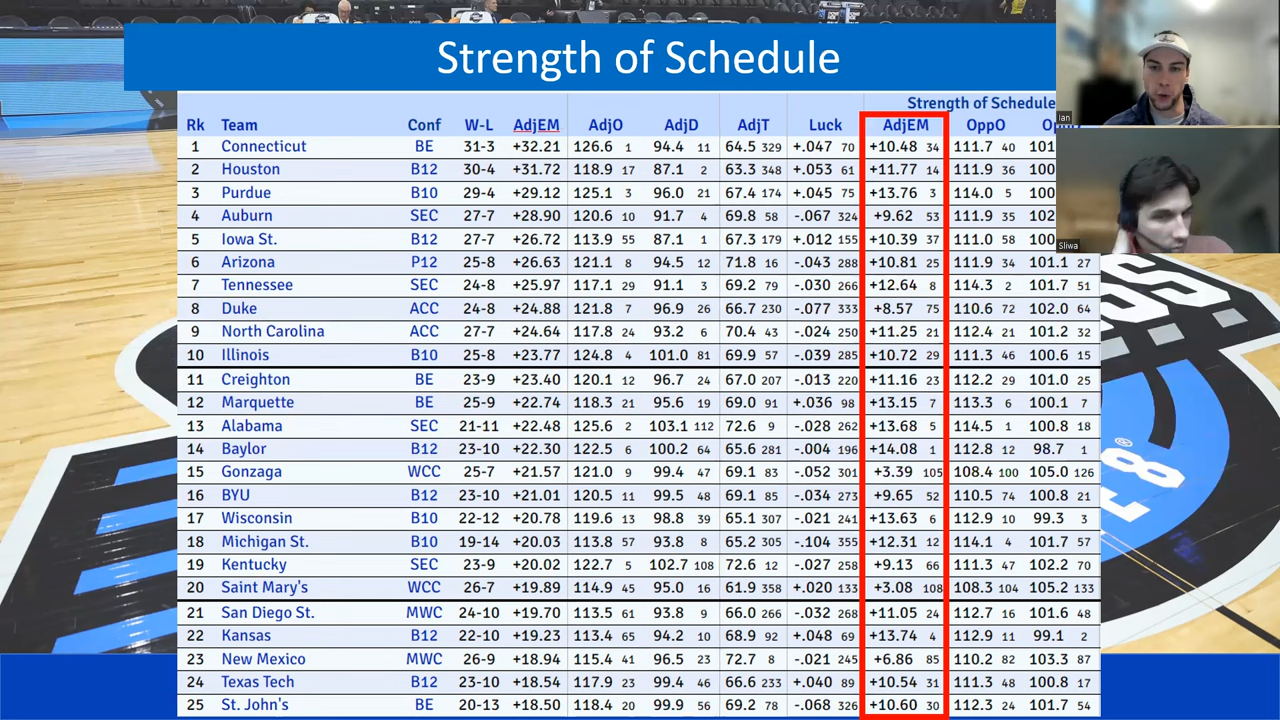 Strength of Schedule
Strength of Schedule
Rk Team Conf W-L AdjEM AdjO AdjD AdjT Luck AdjEM OppO
1 Connecticut BE 31-3 +32.21 126.6 1 94.4 11 64.5 329 +.047 70 +10.48 34 111.7 40 101
2 Houston B12 30-4 +31.72 118.9 17 87.1 2 63.3 348 +.053 61 +11.77 14 111.9 36 100
3 Purdue B10 29-4 +29.12 125.1 3 96.0 21 67.4 174 +.045 75 +13.76 3 114.0 5 100
4 Auburn SEC 27-7 +28.90 120.6 10 91.7 4 69.8 58 -.067 324 +9.62 53 111.9 35 102
5 Iowa St. B12 27-7 +26.72 113.9 55 87.1 1 67.3 179 +.012 155 +10.39 37 111.0 58 100
6 Arizona P12 25-8 +26.63 121.1 8 94.5 12 71.8 16 -.043 288 +10.81 25 111.9 34 101.1 27
7 Tennessee SEC 24-8 +25.97 117.1 29 91.1 3 69.2 79 -.030 266 +12.64 8 114.3 2 101.7 51
8 Duke ACC 24-8 +24.88 121.8 7 96.9 26 66.7 230 -.077 333 +8.57 75 110.6 72 102.0 64
9 North Carolina ACC 27-7 +24.64 117.8 24 93.2 6 70.4 43 -.024 250 +11.25 21 112.4 21 101.2 32
10 Illinois B10 25-8 +23.77 124.8 4 101.0 81 69.9 57 -.039 285 +10.72 29 111.3 46 100.6 15
11 Creighton BE 23-9 +23.40 120.1 12 96.7 24 67.0 207 -.013 220 +11.16 23 112.2 29 101.0 25
12 Marquette BE 25-9 +22.74 118.3 21 95.6 19 69.0 91 +.036 98 +13.15 7 113.3 6 100.1 7
13 Alabama SEC 21-11 +22.48 125.6 2 103.1 112 72.6 9 -.028 262 +13.68 5 114.5 1 100.8 18
14 Baylor B12 23-10 +22.30 122.5 6 100.2 64 65.6 281 -.004 196 +14.08 1 112.8 12 98.7 1
15 Gonzaga WCC 25-7 +21.57 121.0 9 99.4 47 69.1 83 -.052 301 +3.39 105 108.4 100 105.0 126
16 BYU B12 23-10 +21.01 120.5 11 99.5 48 69.1 85 -.034 273 +9.65 52 110.5 74 100.8 21
17 Wisconsin B10 22-12 +20.78 119.6 13 98.8 39 65.1 307 -.021 241 +13.63 6 112.9 10 99.3 3
18 Michigan St. B10 19-14 +20.03 113.8 57 93.8 8 65.2 305 -.104 355 +12.31 12 114.1 4 101.7 57
19 Kentucky SEC 23-9 +20.02 122.7 5 102.7 108 72.6 12 -.027 258 +9.13 66 111.3 47 102.2 70
20 Saint Mary's WCC 26-7 +19.89 114.9 45 95.0 16 61.9 358 +.020 133 +3.08 108 108.3 104 105.2 133
21 San Diego St. MWC 24-10 +19.70 113.5 61 93.8 9 66.0 266 -.032 268 +11.05 24 112.7 16 101.6 48
22 Kansas B12 22-10 +19.23 113.4 65 94.2 10 68.9 92 +.048 69 +13.74 4 112.9 11 99.1 2
23 New Mexico MWC 26-9 +18.94 115.4 41 96.5 23 72.7 8 -.021 245 +6.86 85 110.2 82 103.3 87
24 Texas Tech B12 23-10 +18.54 117.9 23 99.4 46 66.6 233 +.040 89 +10.54 31 111.3 48 100.8 17
25 St. John's BE 20-13 +18.50 118.4 20 99.9 56 69.2 78 -.068 326 +10.60 30 112.3 24 101.7 54
Ian
Sliwa